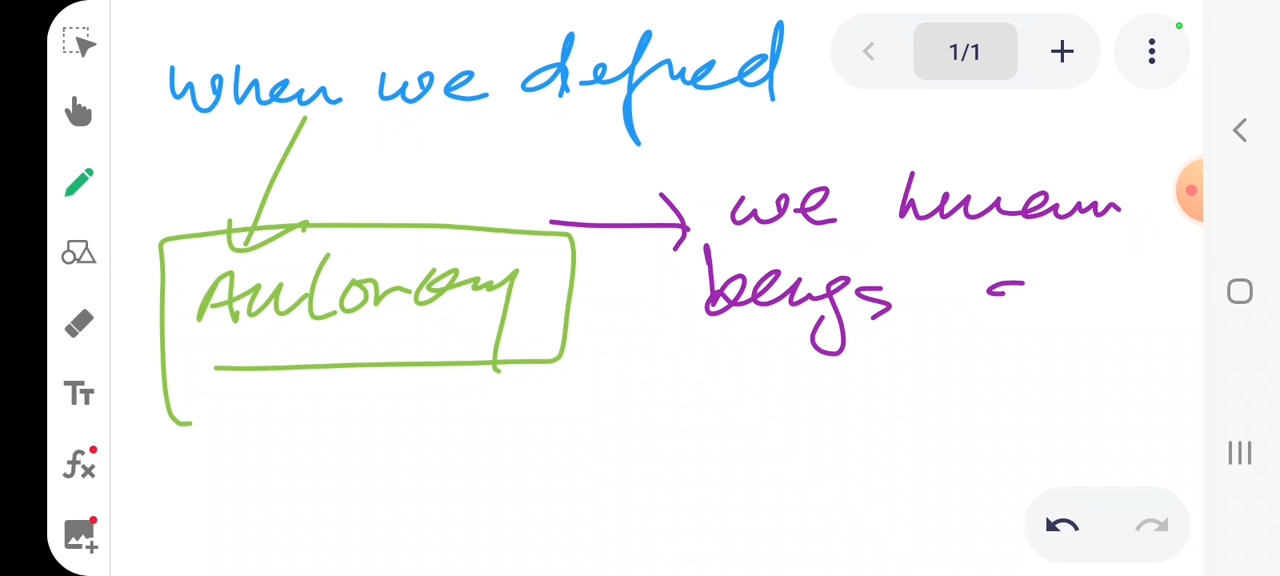 when we defined
1/1
we human
Autonomy
beings